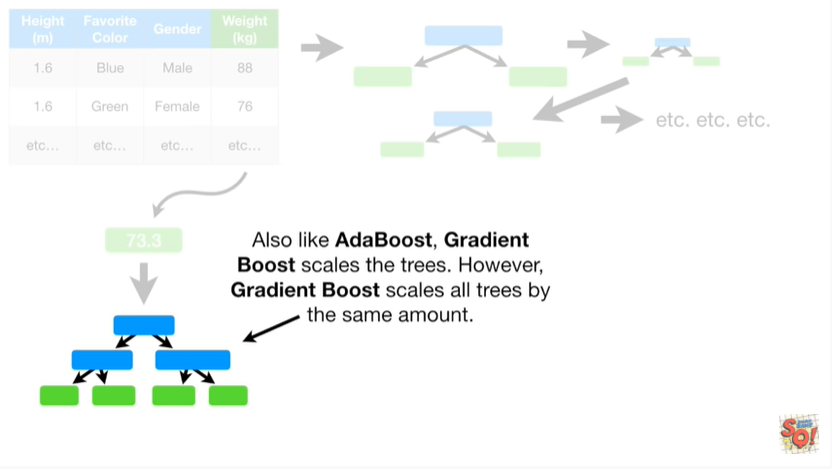 Height (m) Favorite Color Gender Weight (kg)
1.6 Blue Male 88
1.6 Green Female 76
etc... etc... etc... etc...
etc. etc. etc.
73.3
Also like AdaBoost, Gradient
Boost scales the trees. However,
Gradient Boost scales all trees by
the same amount.
SQ!